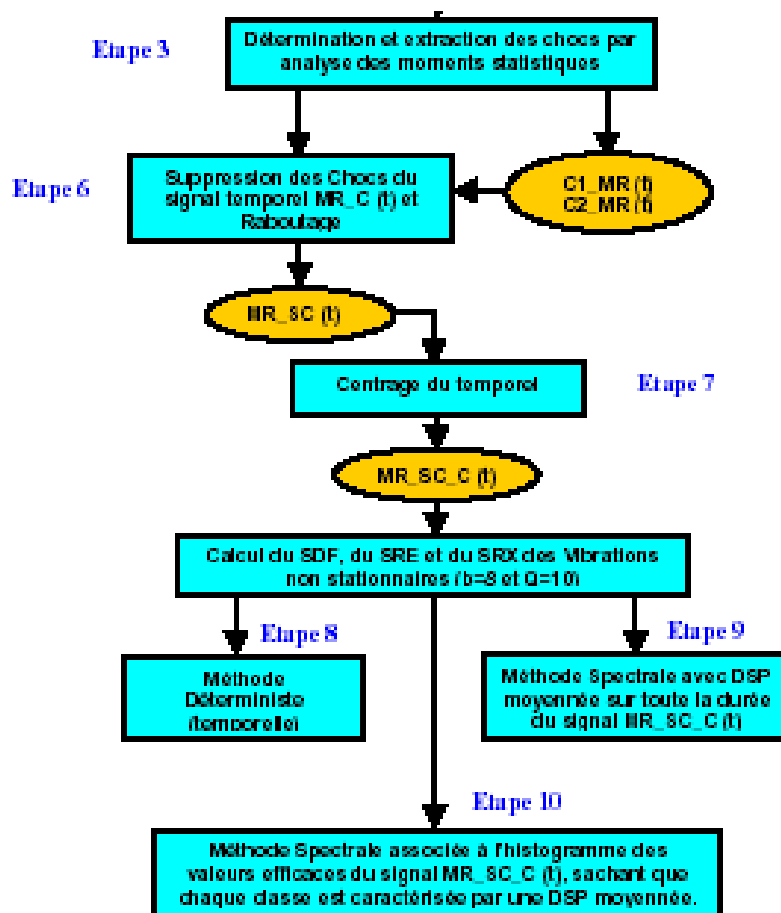 Etape 3
Détermination et extraction des chocs par
analyse des moments statistiques
Etape 6
Suppression des Chocs du
signal temporel MR_C (t) et
Raboutage
C1_MR (t)
C2_MR (t)
MR_SC (t)
Centrage du temporel
Etape 7
MR_SC_C (t)
Calcul du SDF, du SRE et du SRX des Vibrations
non stationnaires (b=8 et Q=10)
Etape 8
Etape 9
Méthode
Déterministe
(temporelle)
Méthode Spectrale avec DSP
moyennée sur toute la durée
du signal MR_SC_C (t)
Etape 10
Méthode Spectrale associée à l'histogramme des
valeurs efficaces du signal MR_SC_C (t), sachant que
chaque classe est caractérisée par une DSP moyennée.